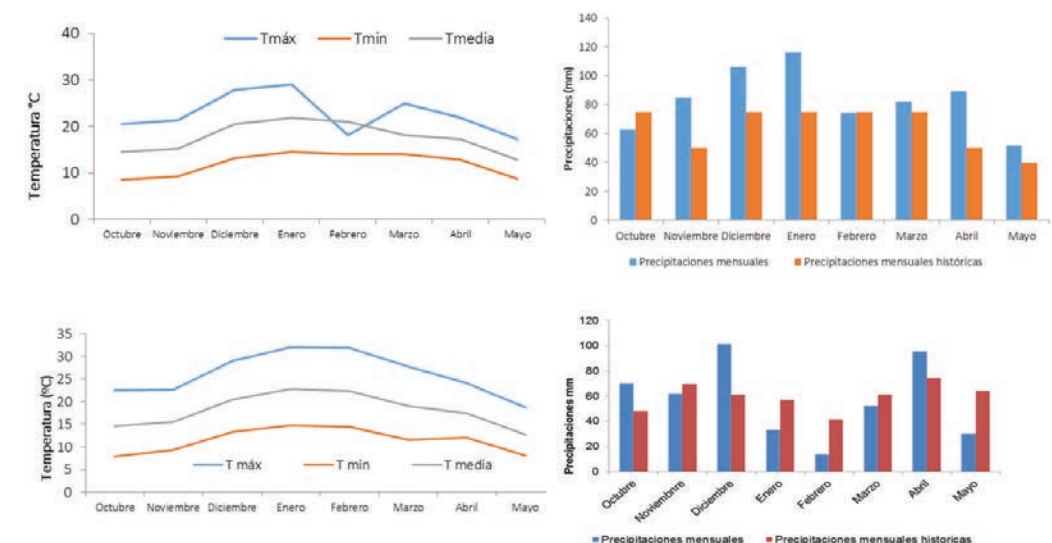 Temperatura °C
40
30
20
10
0
Tmáx Tmin Tmedia
Octubre Noviembre Diciembre Enero Febrero Marzo Abril Mayo
Precipitaciones (mm)
140
120
100
80
60
40
20
0
Octubre Noviembre Diciembre Enero Febrero Marzo Abril Mayo
Precipitaciones mensuales Precipitaciones mensuales históricas
Temperatura (ºC)
35
30
25
20
15
10
5
0
T máx T min T media
Octubre Noviembre Diciembre Enero Febrero Marzo Abril Mayo
Precipitaciones mm
120
100
80
60
40
20
0
Octubre Noviembnre Diciembre Enero Febrero Marzo Abril Mayo
Precipitaciones mensuales Precipitaciones mensuales historicas